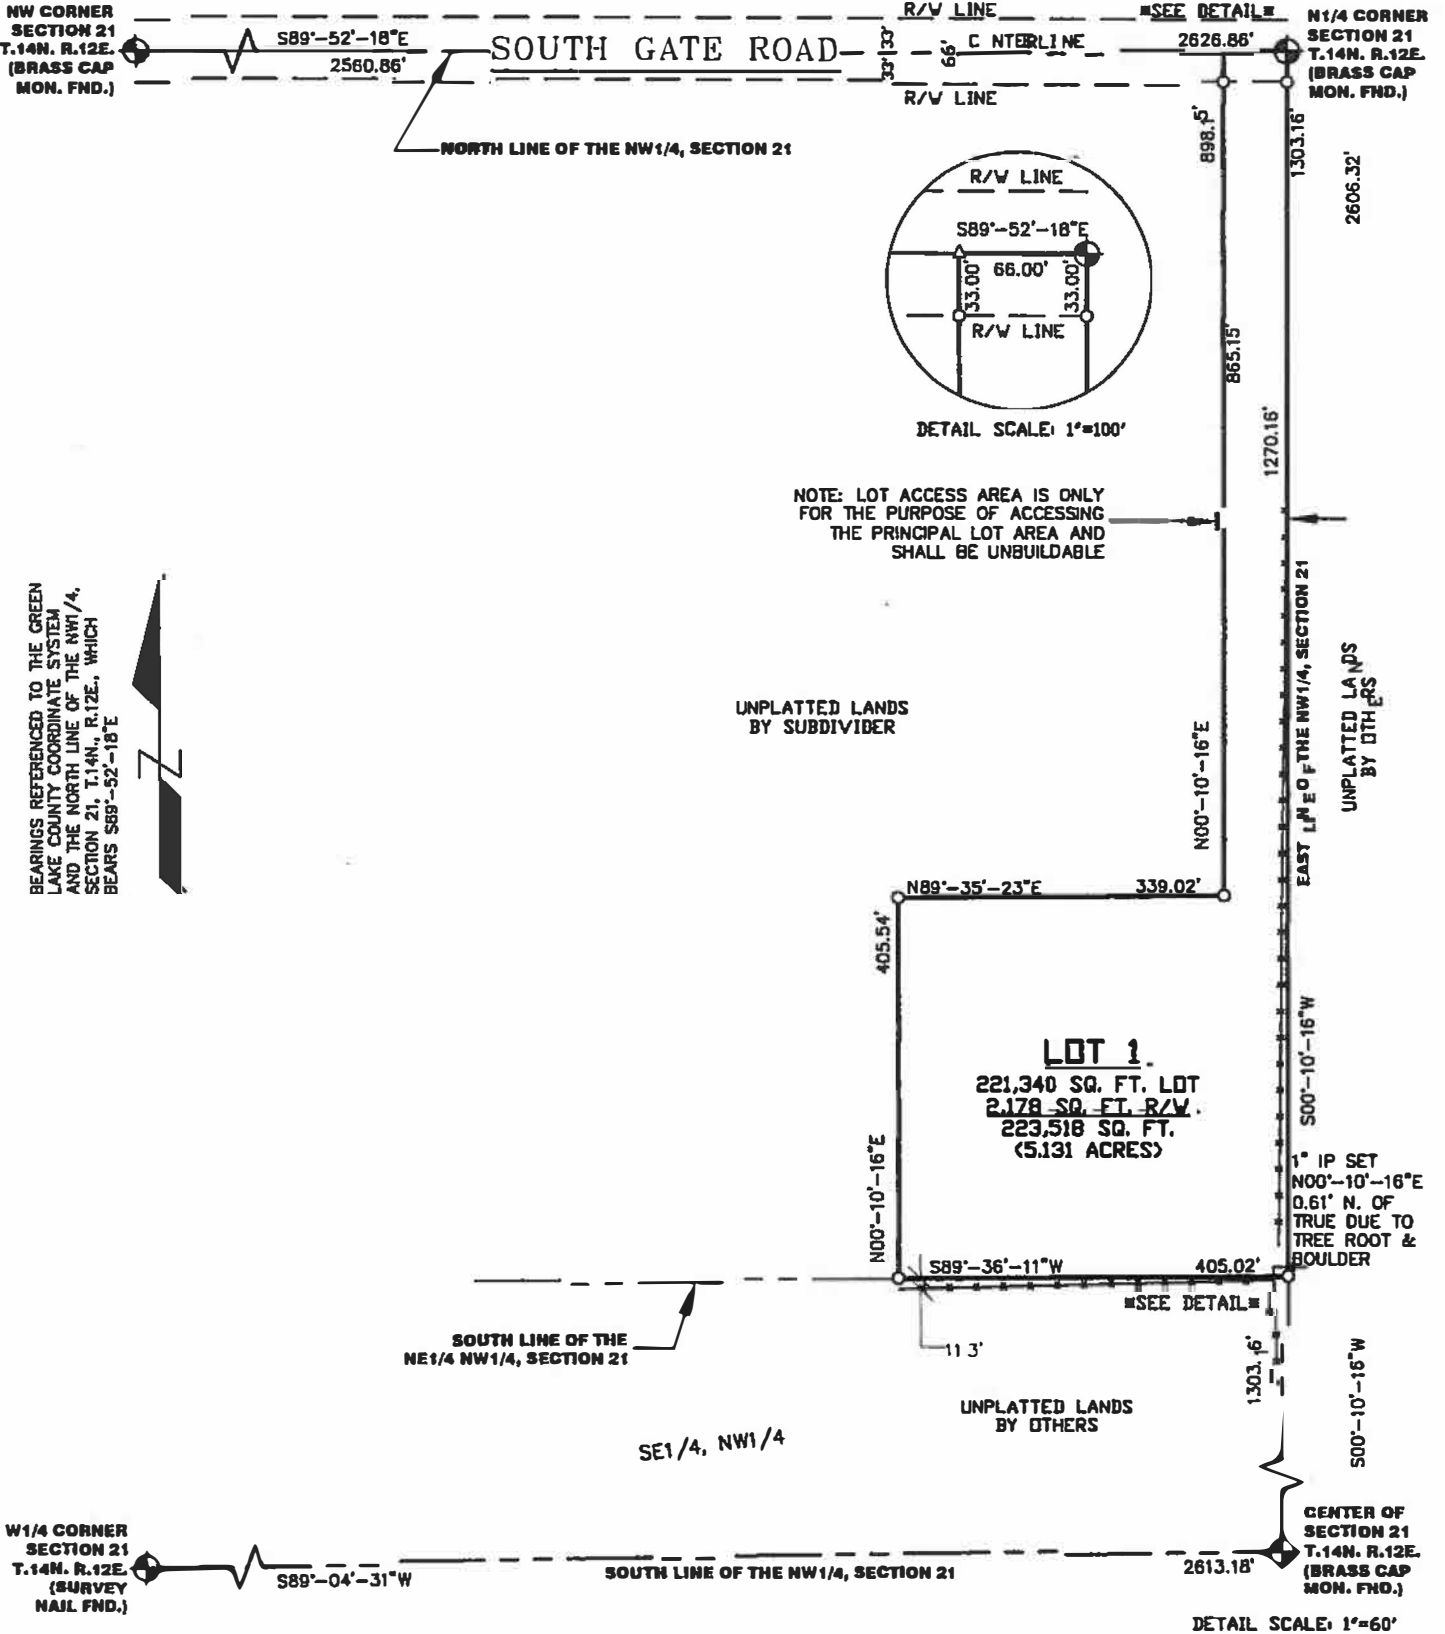 NW CORNER
SECTION 21
T.14N. R.12E.
(BRASS CAP
MON. FND.)
S89°-52'-18"E
2560.86'
SOUTH GATE ROAD
33'
33'
66'
R/W LINE
C NTERLINE
R/W LINE
*SEE DETAIL*
2626.86'
N1/4 CORNER
SECTION 21
T.14N. R.12E.
(BRASS CAP
MON. FND.)
NORTH LINE OF THE NW1/4, SECTION 21
898.15'
1303.16'
2606.32'
R/W LINE
S89°-52'-18"E
66.00'
33.00'
33.00'
R/W LINE
DETAIL SCALE: 1"=100'
865.15'
1270.16'
NOTE: LOT ACCESS AREA IS ONLY
FOR THE PURPOSE OF ACCESSING
THE PRINCIPAL LOT AREA AND
SHALL BE UNBUILDABLE
BEARINGS REFERENCED TO THE GREEN
LAKE COUNTY COORDINATE SYSTEM
AND THE NORTH LINE OF THE NW1/4,
SECTION 21, T.14N., R.12E., WHICH
BEARS S89°-52'-18"E
N
UNPLATTED LANDS
BY SUBDIVIDER
N00°-10'-16"E
EAST LINE OF THE NW1/4, SECTION 21
UNPLATTED LANDS
BY OTHERS
N89°-35'-23"E
339.02'
405.54'
N00°-10'-16"E
LOT 1
221,340 SQ. FT. LOT
2,178 SQ. FT. R/W
223,518 SQ. FT.
(5.131 ACRES)
S00°-10'-16"W
1" IP SET
N00°-10'-16"E
0.61' N. OF
TRUE DUE TO
TREE ROOT &
BOULDER
S89°-36'-11"W
405.02'
*SEE DETAIL*
SOUTH LINE OF THE
NE1/4 NW1/4, SECTION 21
11 3'
1303.16'
S00°-10'-16"W
UNPLATTED LANDS
BY OTHERS
SE1/4, NW1/4
W1/4 CORNER
SECTION 21
T.14N. R.12E.
(SURVEY
NAIL FND.)
S89°-04'-31"W
SOUTH LINE OF THE NW1/4, SECTION 21
2613.18'
CENTER OF
SECTION 21
T.14N. R.12E.
(BRASS CAP
MON. FND.)
DETAIL SCALE: 1"=60'